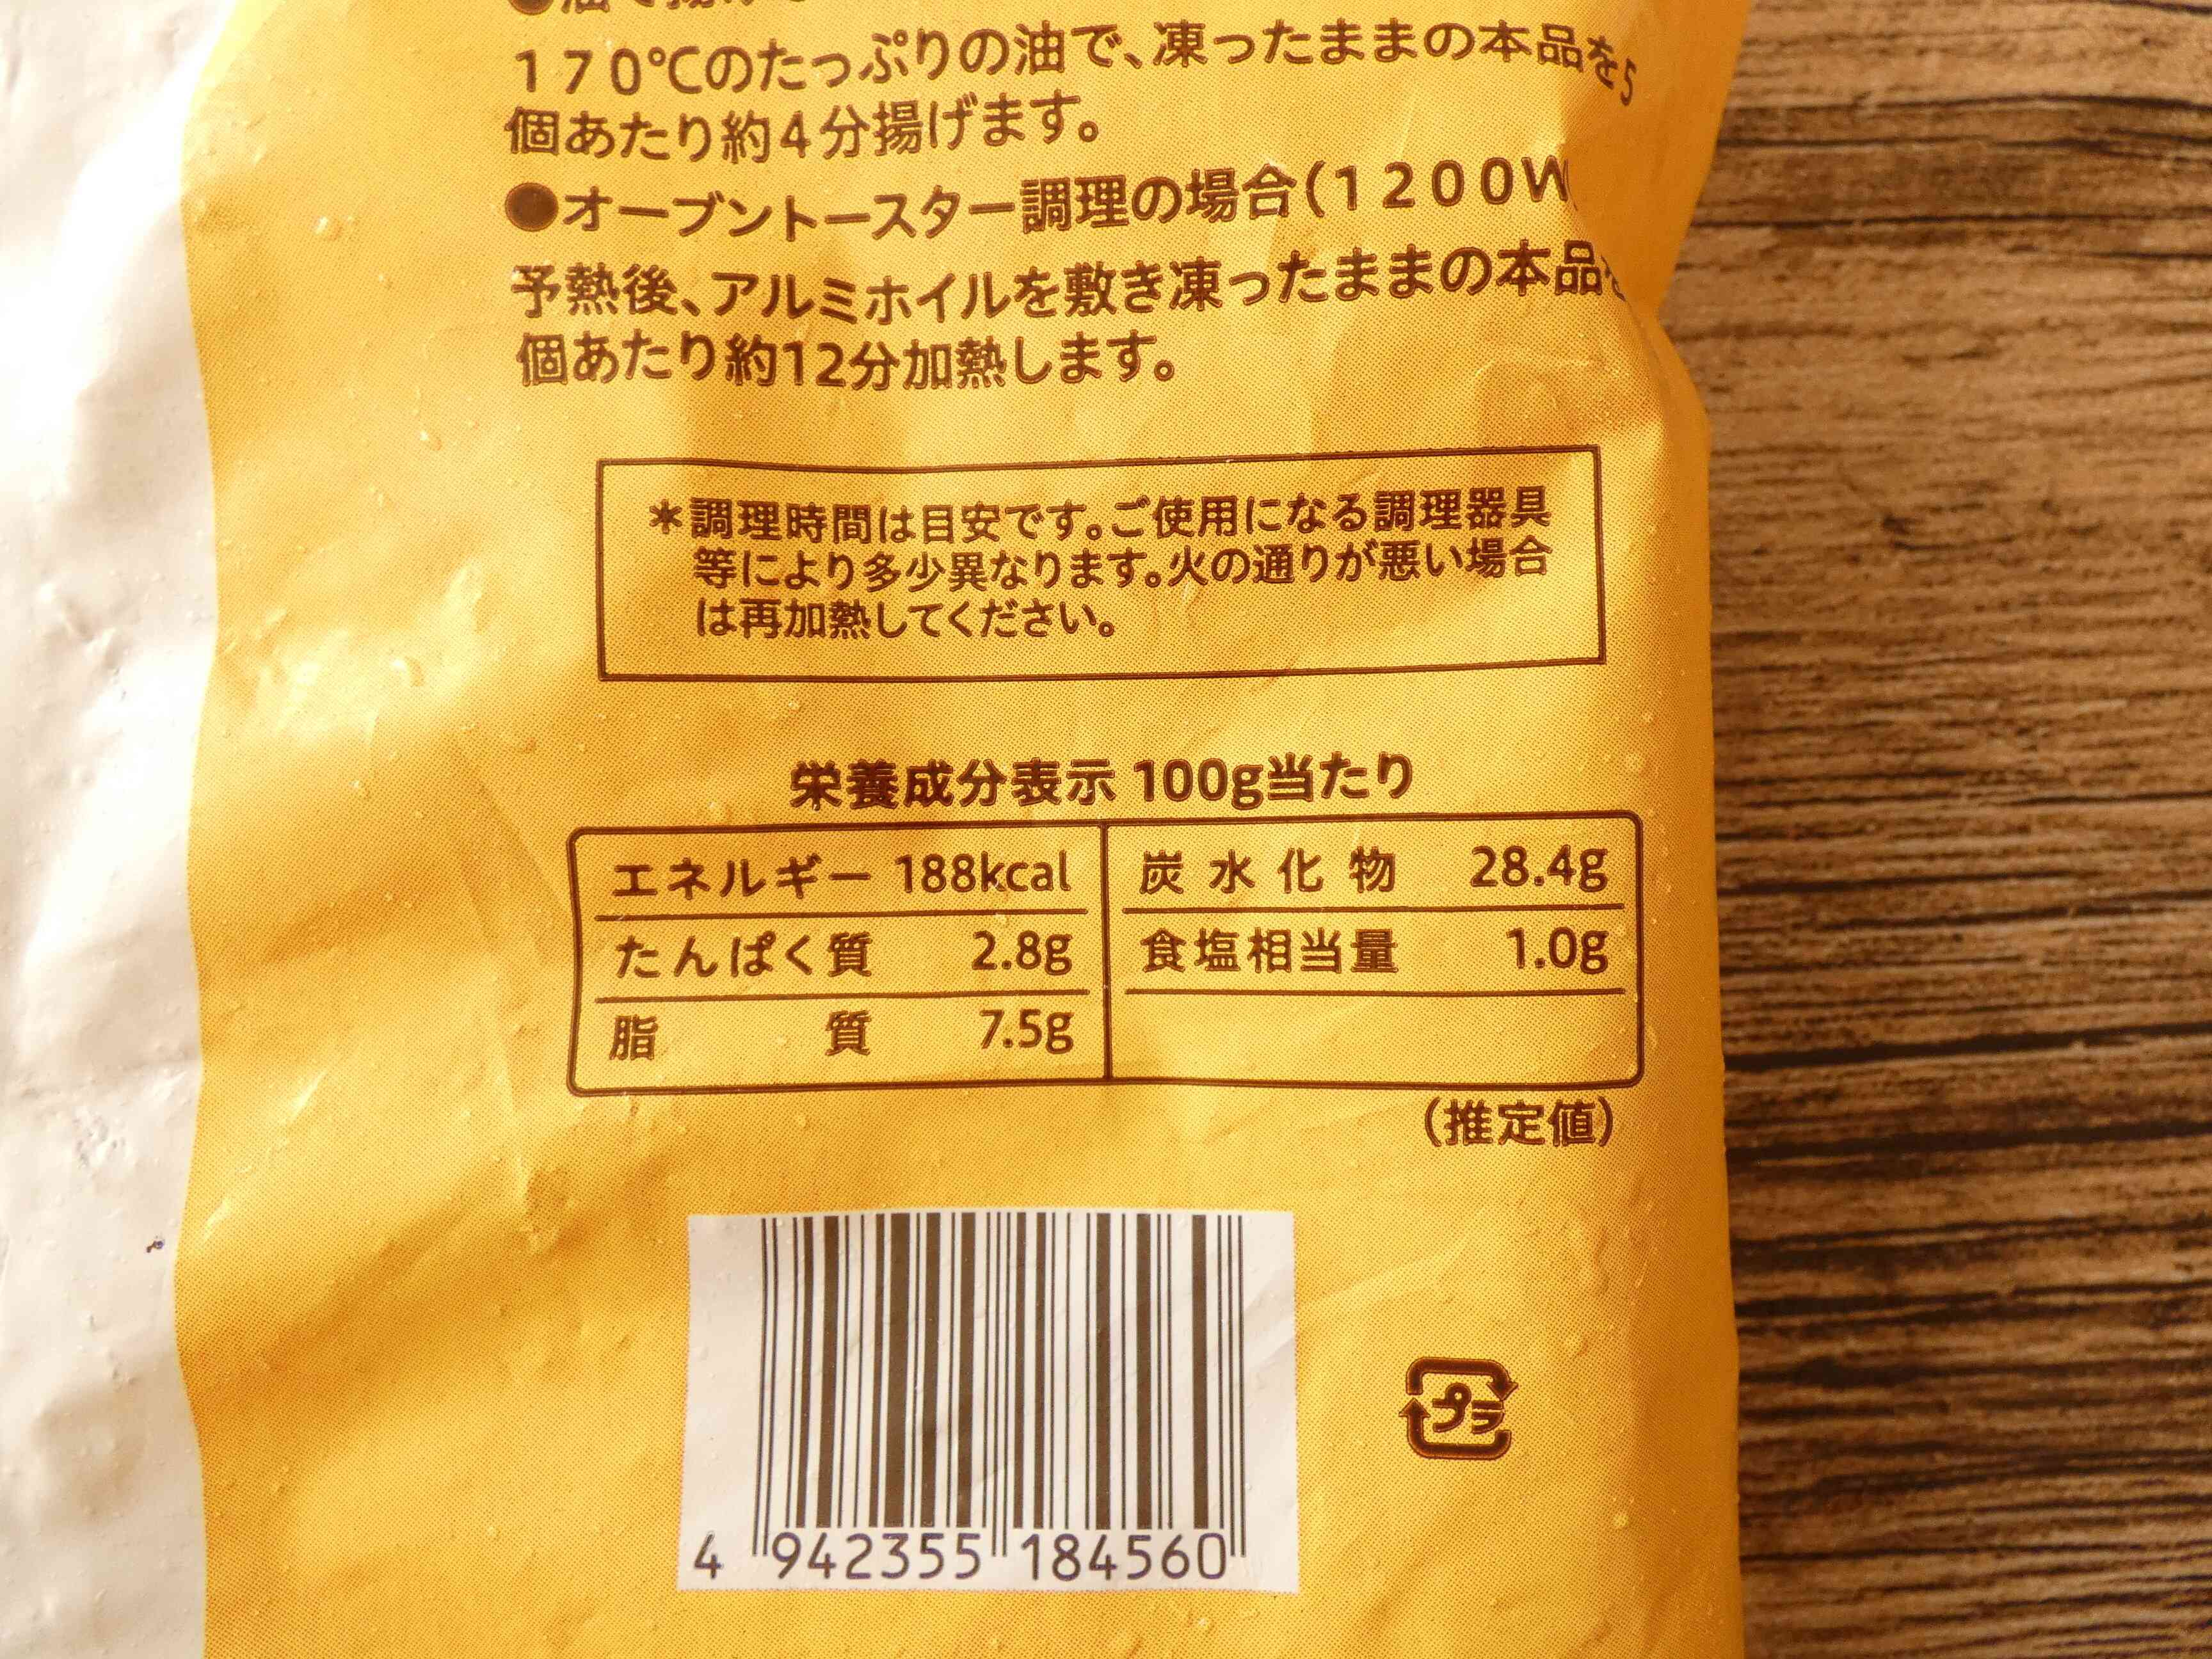 170℃のたっぷりの油で、凍ったままの本品を5
個あたり約4分揚げます。
●オーブントースター調理の場合(1200W
予熱後、アルミホイルを敷き凍ったままの本品
個あたり約12分加熱します。
*調理時間は目安です。ご使用になる調理器具
等により多少異なります。火の通りが悪い場合
は再加熱してください。
栄養成分表示 100g当たり
エネルギー 188kcal 炭水化物 28.4g
たんぱく質 2.8g 食塩相当量 1.0g
脂質 7.5g
(推定値)
プラ
4 942355 184560